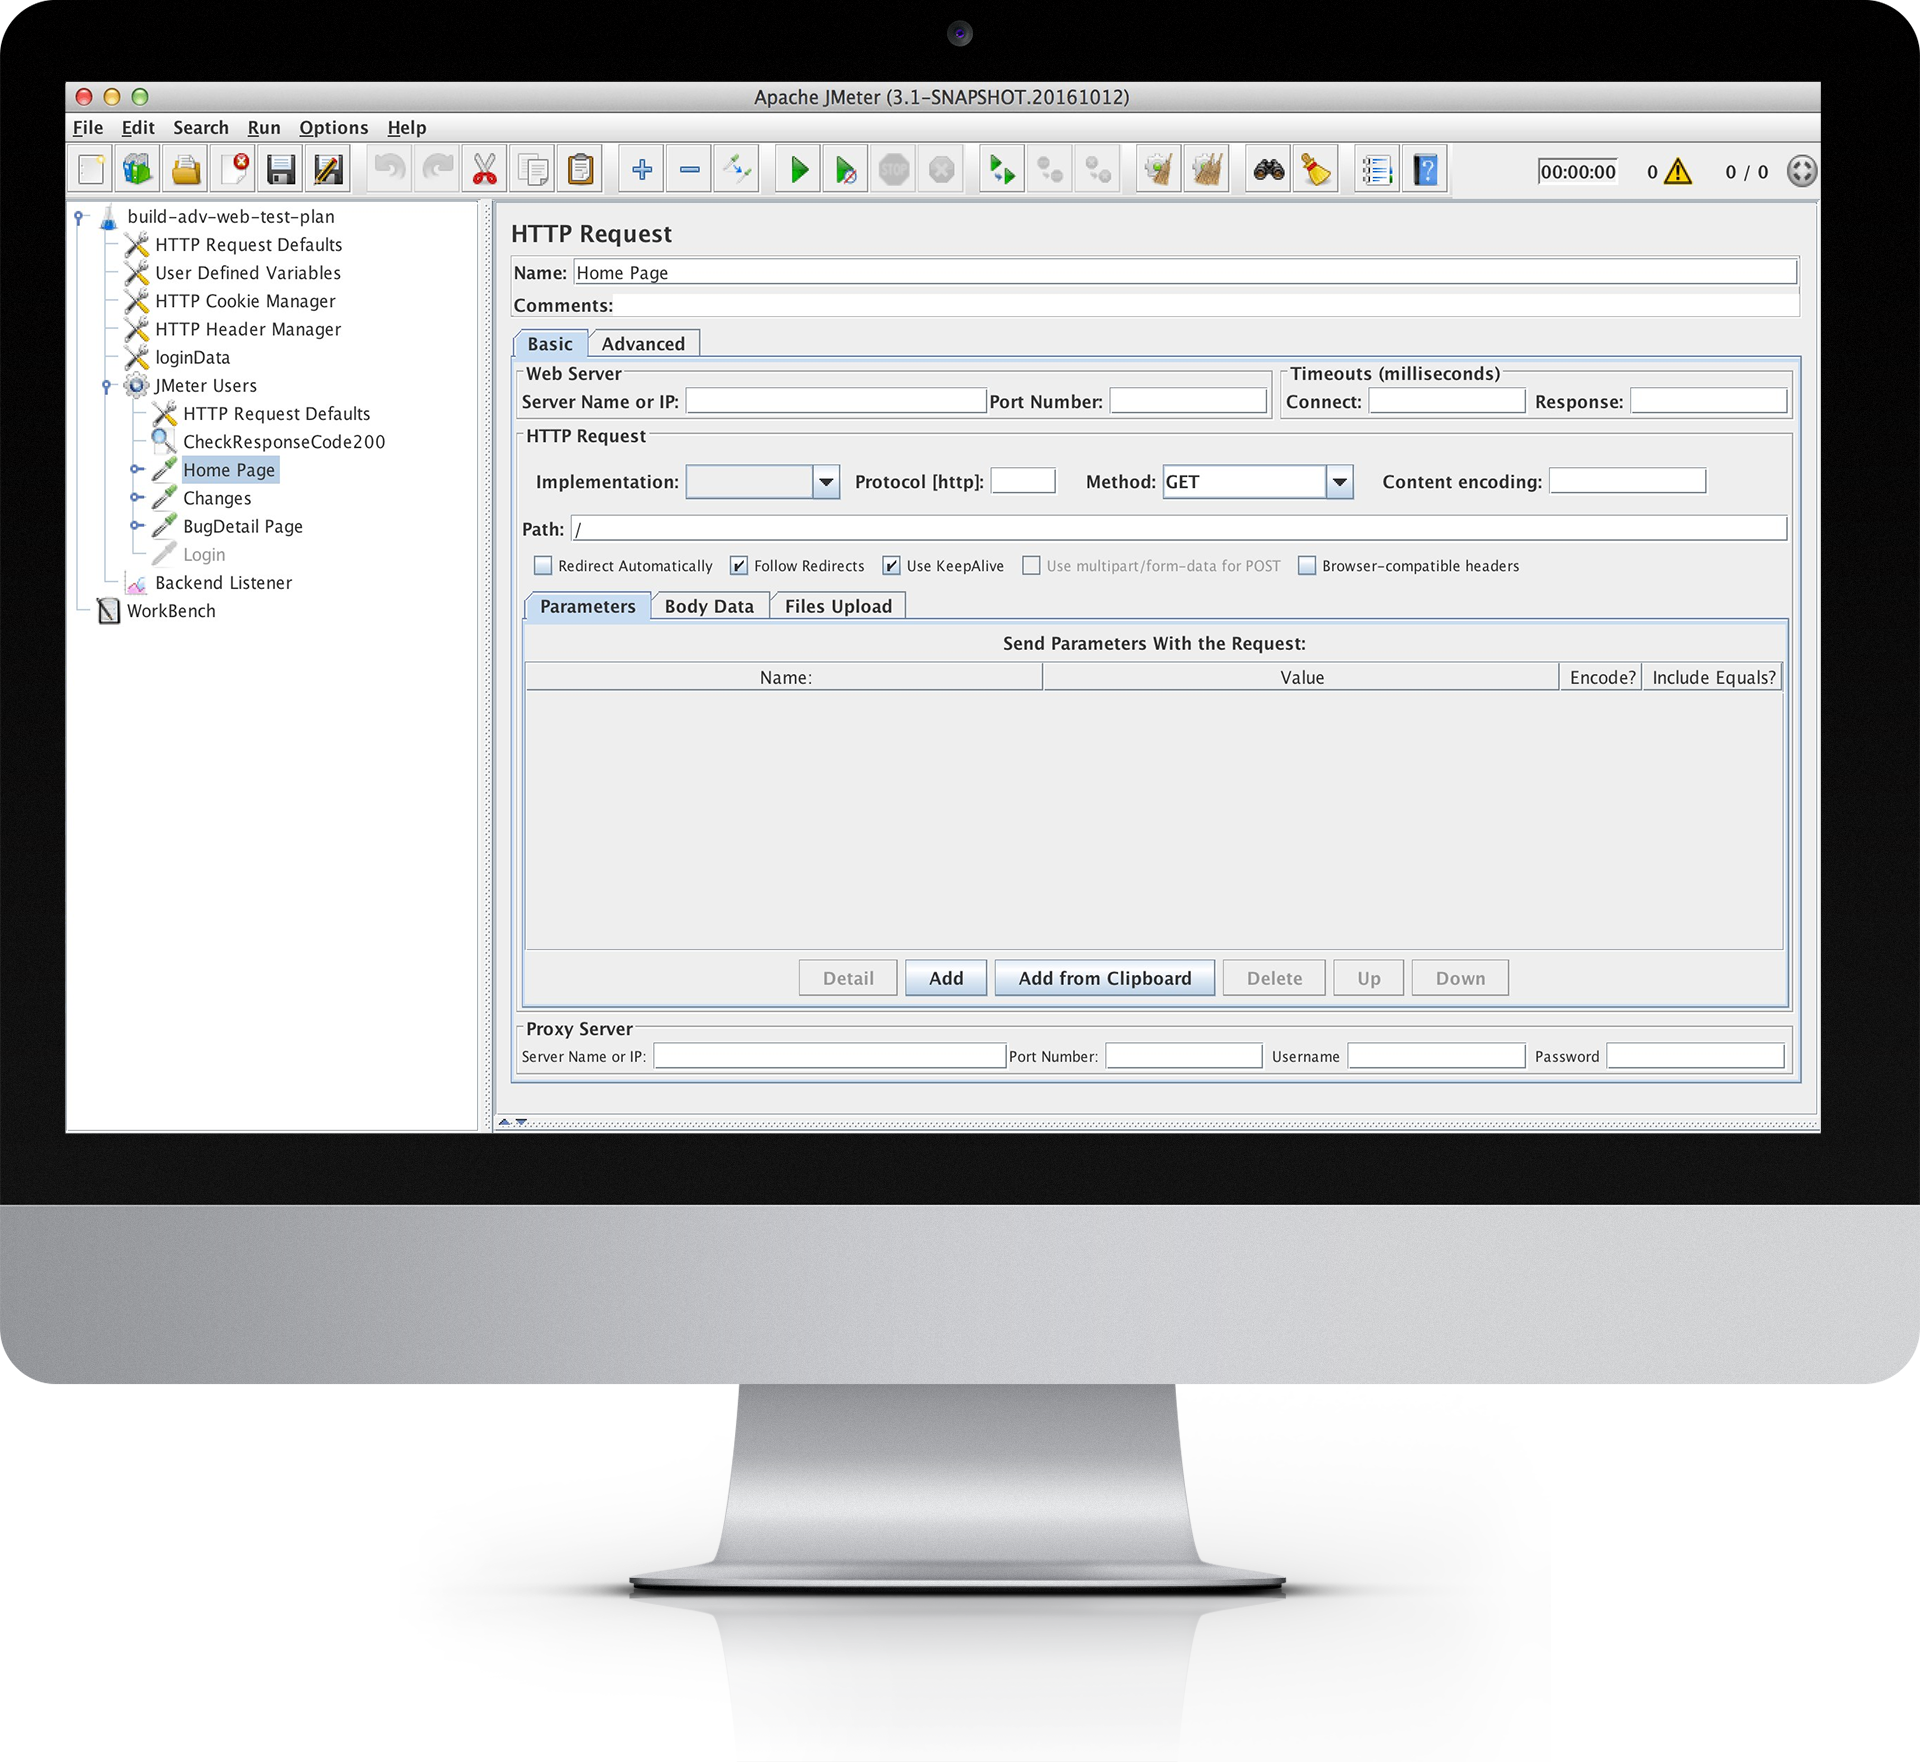 Apache JMeter (3.1-SNAPSHOT.20161012)
File Edit Search Run Options Help
STOP
00:00:00 0 0 / 0
build-adv-web-test-plan
HTTP Request Defaults
User Defined Variables
HTTP Cookie Manager
HTTP Header Manager
loginData
JMeter Users
HTTP Request Defaults
CheckResponseCode200
Home Page
Changes
BugDetail Page
Login
Backend Listener
WorkBench
HTTP Request
Name: Home Page
Comments:
Basic Advanced
Web Server Timeouts (milliseconds)
Server Name or IP: Port Number: Connect: Response:
HTTP Request
Implementation: Protocol [http]: Method: GET Content encoding:
Path: /
Redirect Automatically Follow Redirects Use KeepAlive Use multipart/form-data for POST Browser-compatible headers
Parameters Body Data Files Upload
Send Parameters With the Request:
Name: Value Encode? Include Equals?
Detail Add Add from Clipboard Delete Up Down
Proxy Server
Server Name or IP: Port Number: Username Password